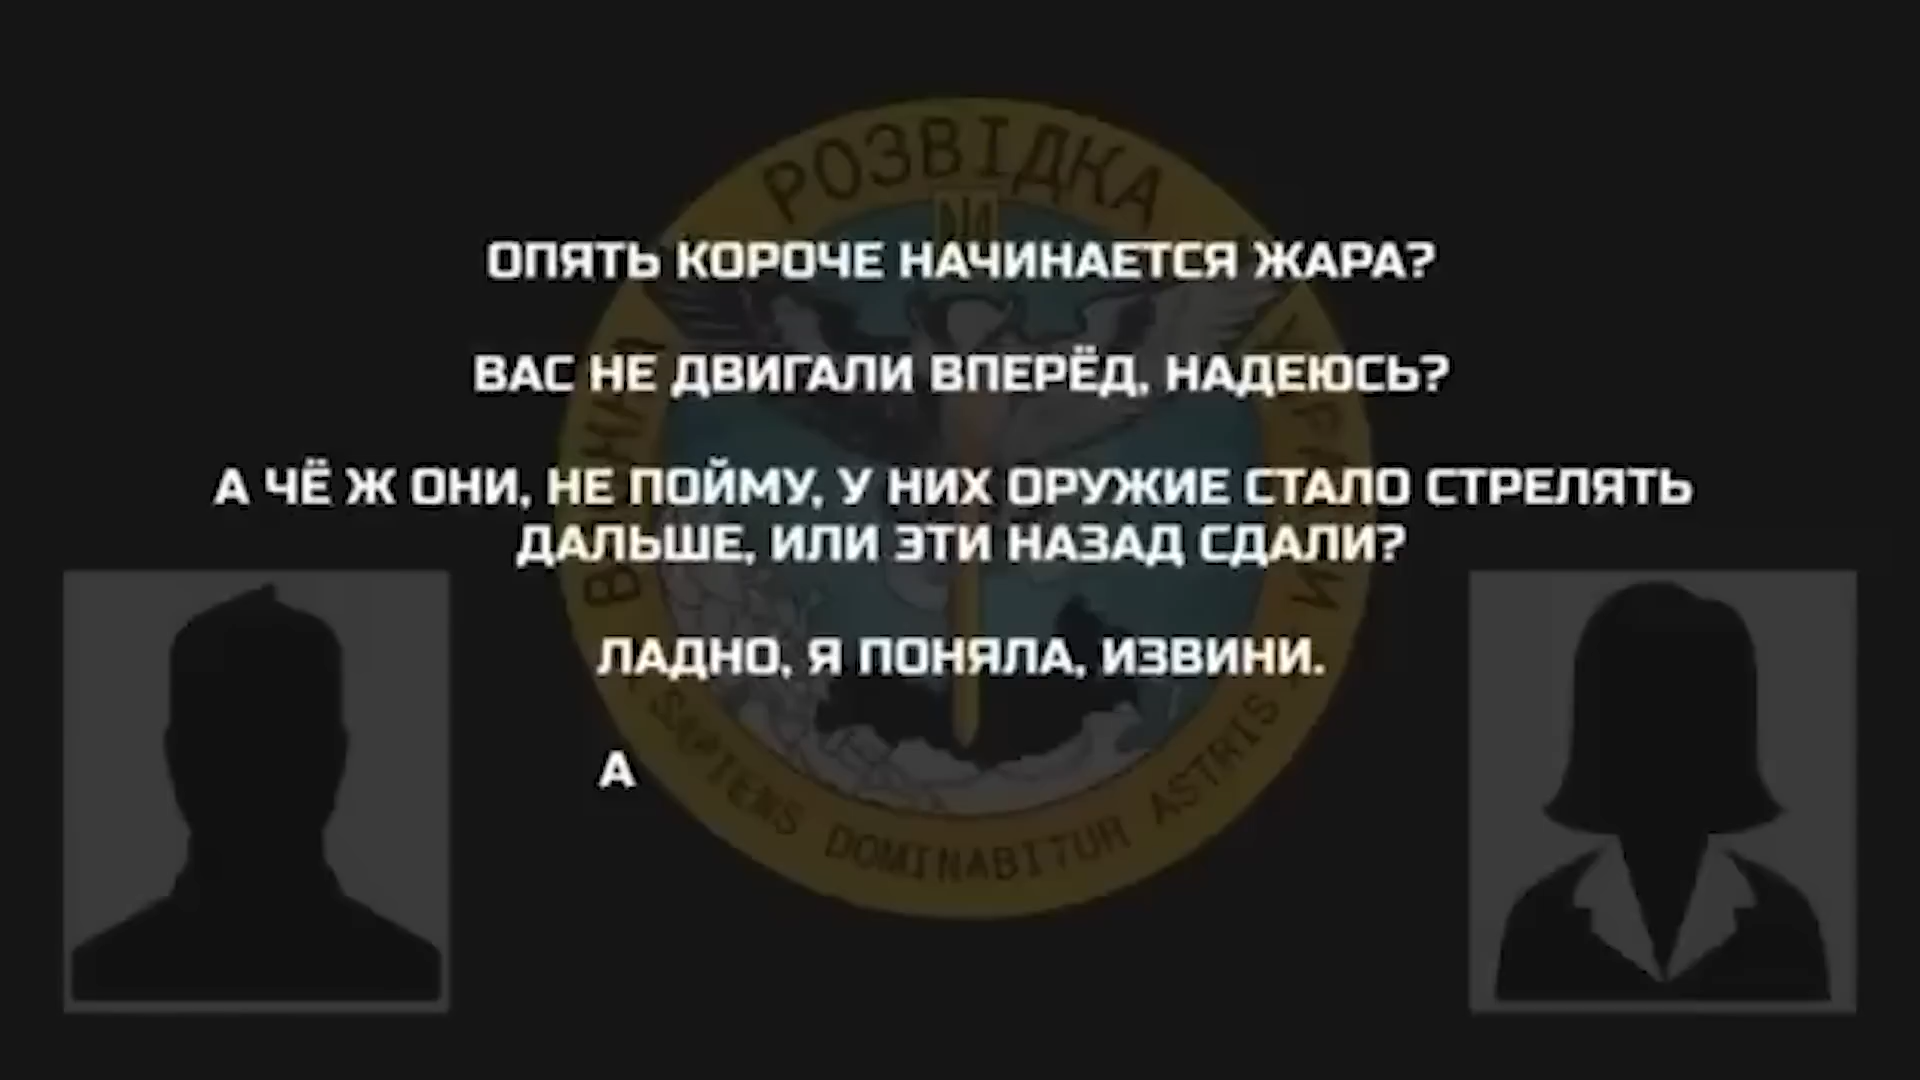 РОЗВІДКА
ОПЯТЬ КОРОЧЕ НАЧИНАЕТСЯ ЖАРА?
ВАС НЕ ДВИГАЛИ ВПЕРЁД, НАДЕЮСЬ?
А ЧЁ Ж ОНИ, НЕ ПОЙМУ, У НИХ ОРУЖИЕ СТАЛО СТРЕЛЯТЬ
ДАЛЬШЕ, ИЛИ ЭТИ НАЗАД СДАЛИ?
ЛАДНО, Я ПОНЯЛА, ИЗВИНИ.
А
SAPIENS DOMINABITUR ASTRIS